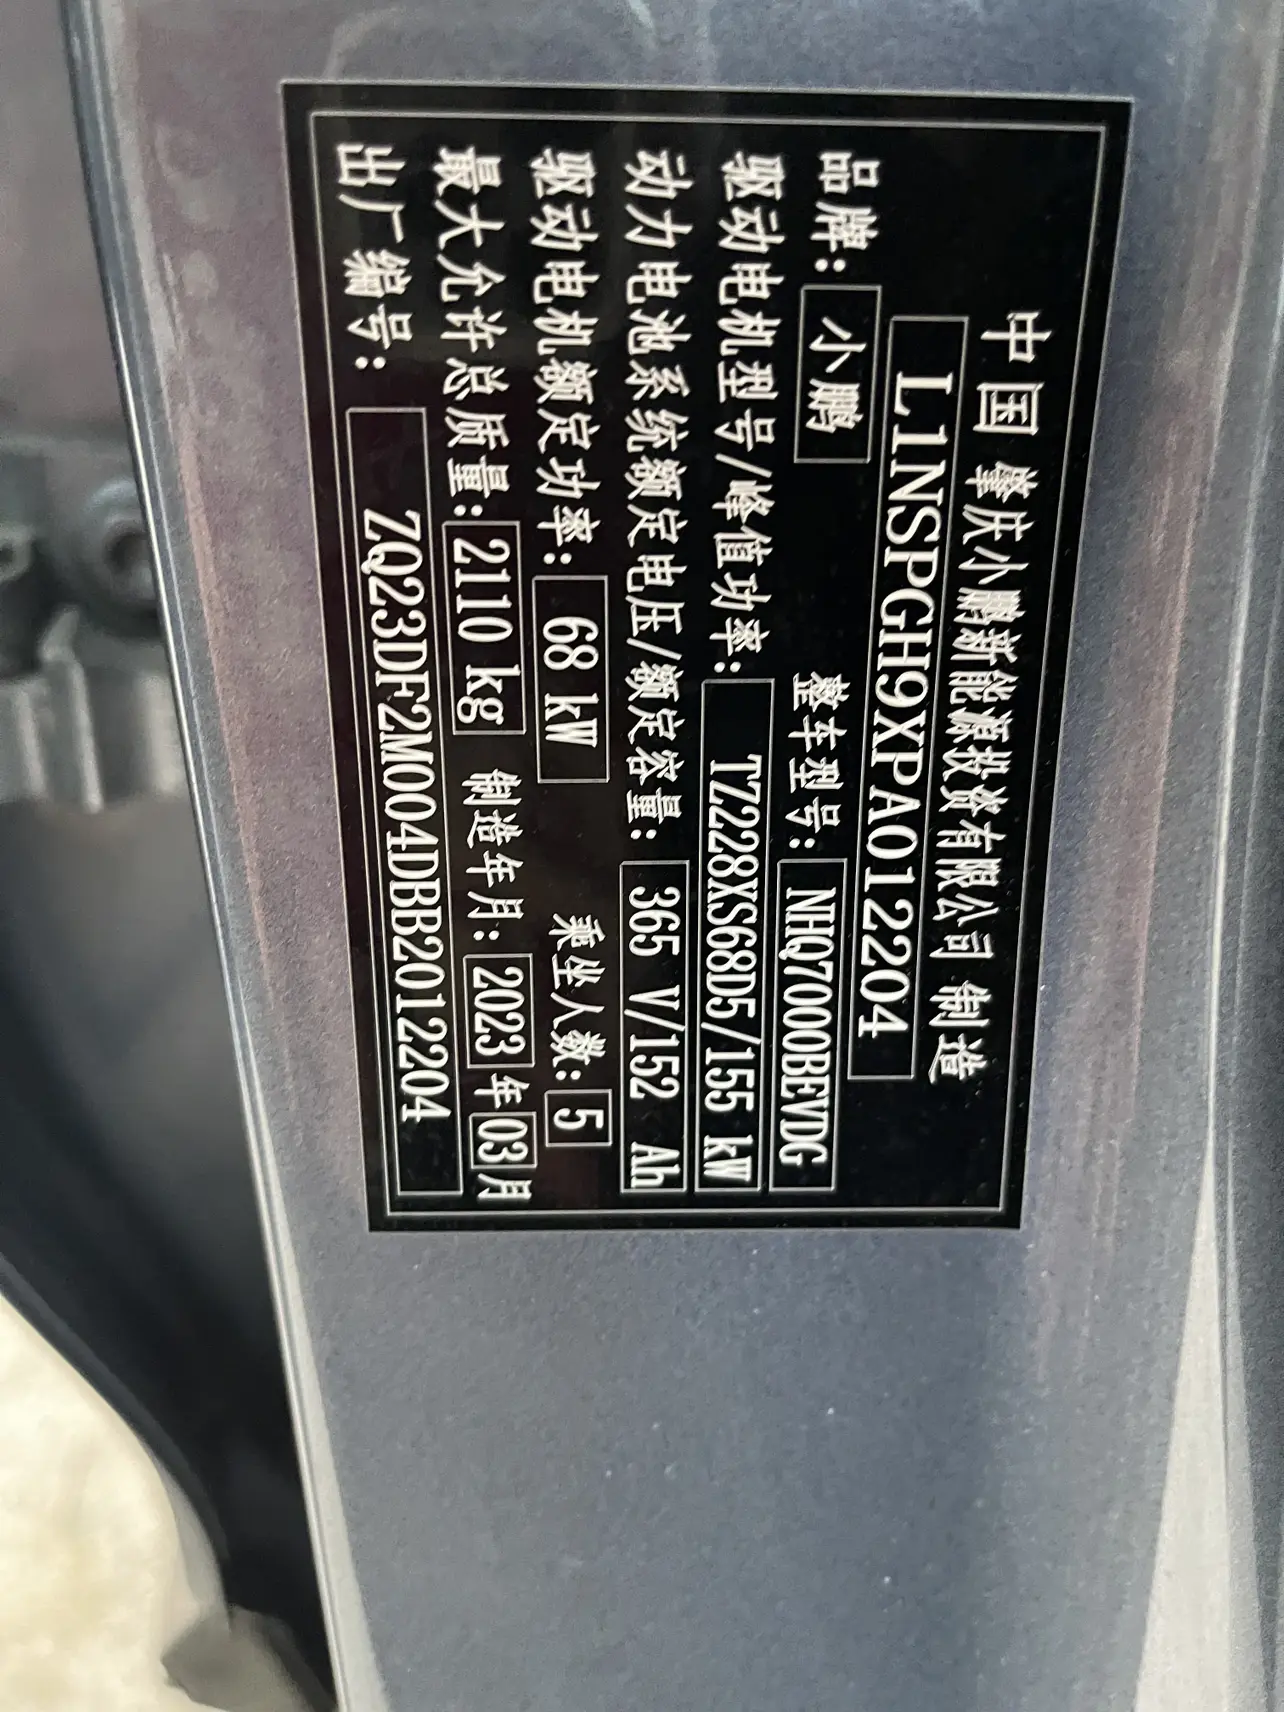 中国 肇庆小鹏新能源投资有限公司 制造
L1NSPGH9XPA012204
品牌: 小鹏 整车型号: NHQ7000BEVDG
驱动电机型号/峰值功率: TZ228XS68D5/155 kW
动力电池系统额定电压/额定容量: 365 V/152 Ah
驱动电机额定功率: 68 kW 乘坐人数: 5
最大允许总质量: 2110 kg 制造年月: 2023 年 03 月
出厂编号: ZQ23DF2M004DBB2012204